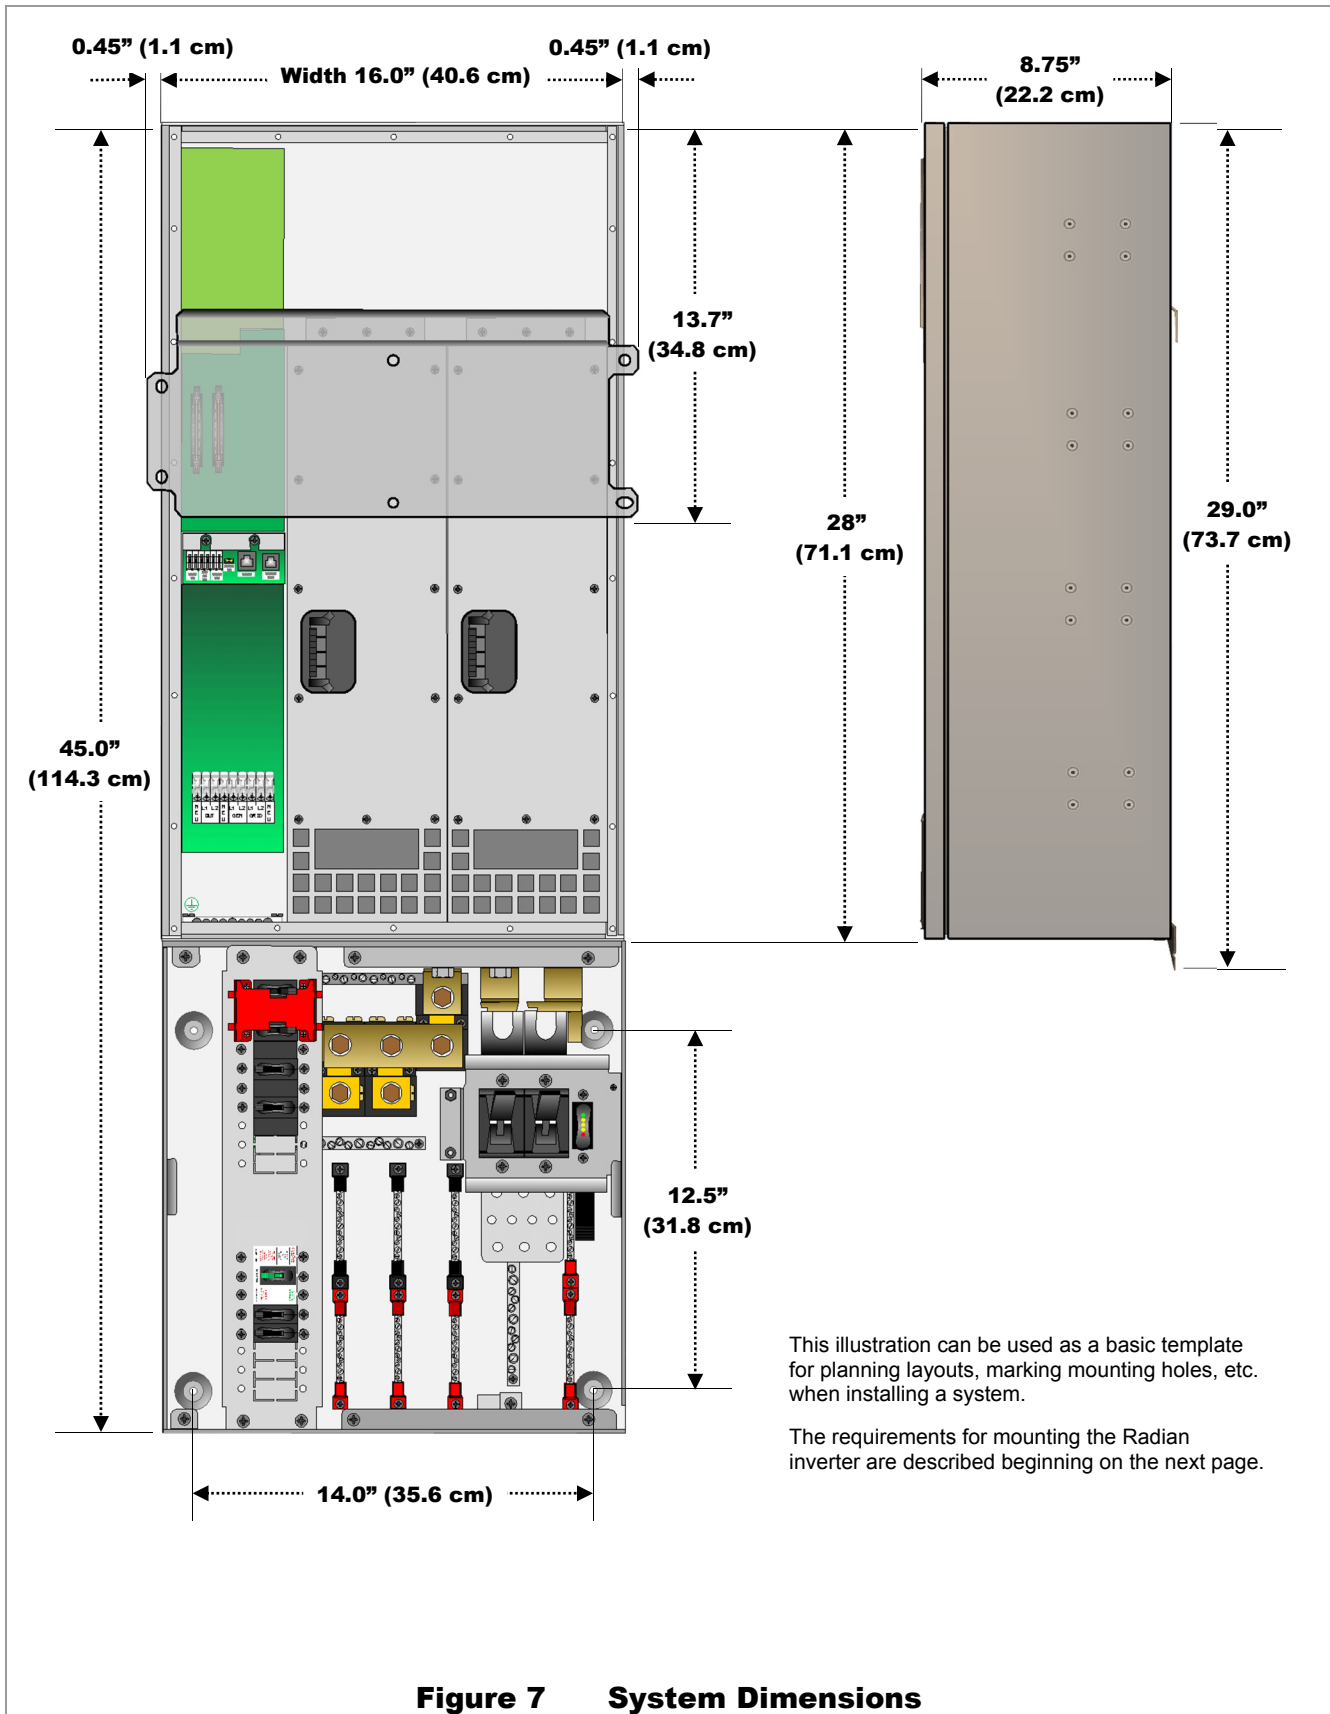 0.45” (1.1 cm)
0.45” (1.1 cm)
Width 16.0” (40.6 cm)
8.75”
(22.2 cm)
13.7”
(34.8 cm)
28”
(71.1 cm)
29.0”
(73.7 cm)
45.0”
(114.3 cm)
12.5”
(31.8 cm)
14.0” (35.6 cm)
This illustration can be used as a basic template
for planning layouts, marking mounting holes, etc.
when installing a system.
The requirements for mounting the Radian
inverter are described beginning on the next page.
Figure 7 System Dimensions